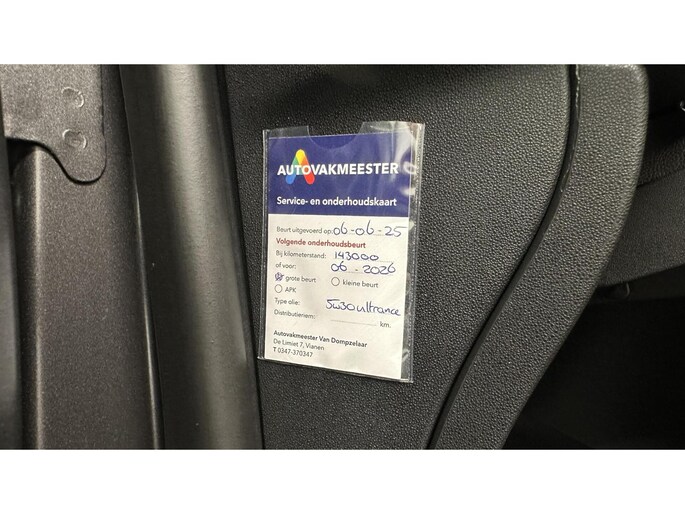 AUTOVAKMEESTER
Service- en onderhoudskaart
Beurt uitgevoerd op: 06-06-25
Volgende onderhoudsbeurt
Bij kilometerstand: 143000
of voor: 06-2026
grote beurt kleine beurt
APK
Type olie: 5w30 ultrance
Distributieriem: km.
Autovakmeester Van Dompzelaar
De Limiet 7, Vianen
T 0347-370347